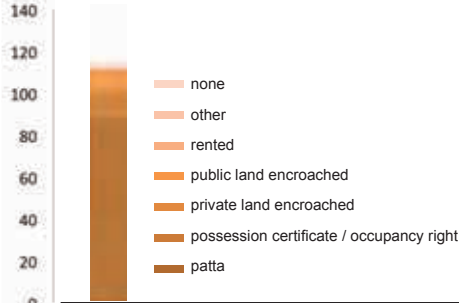 140
120
100
80
60
40
20
0
none
other
rented
public land encroached
private land encroached
possession certificate / occupancy right
patta